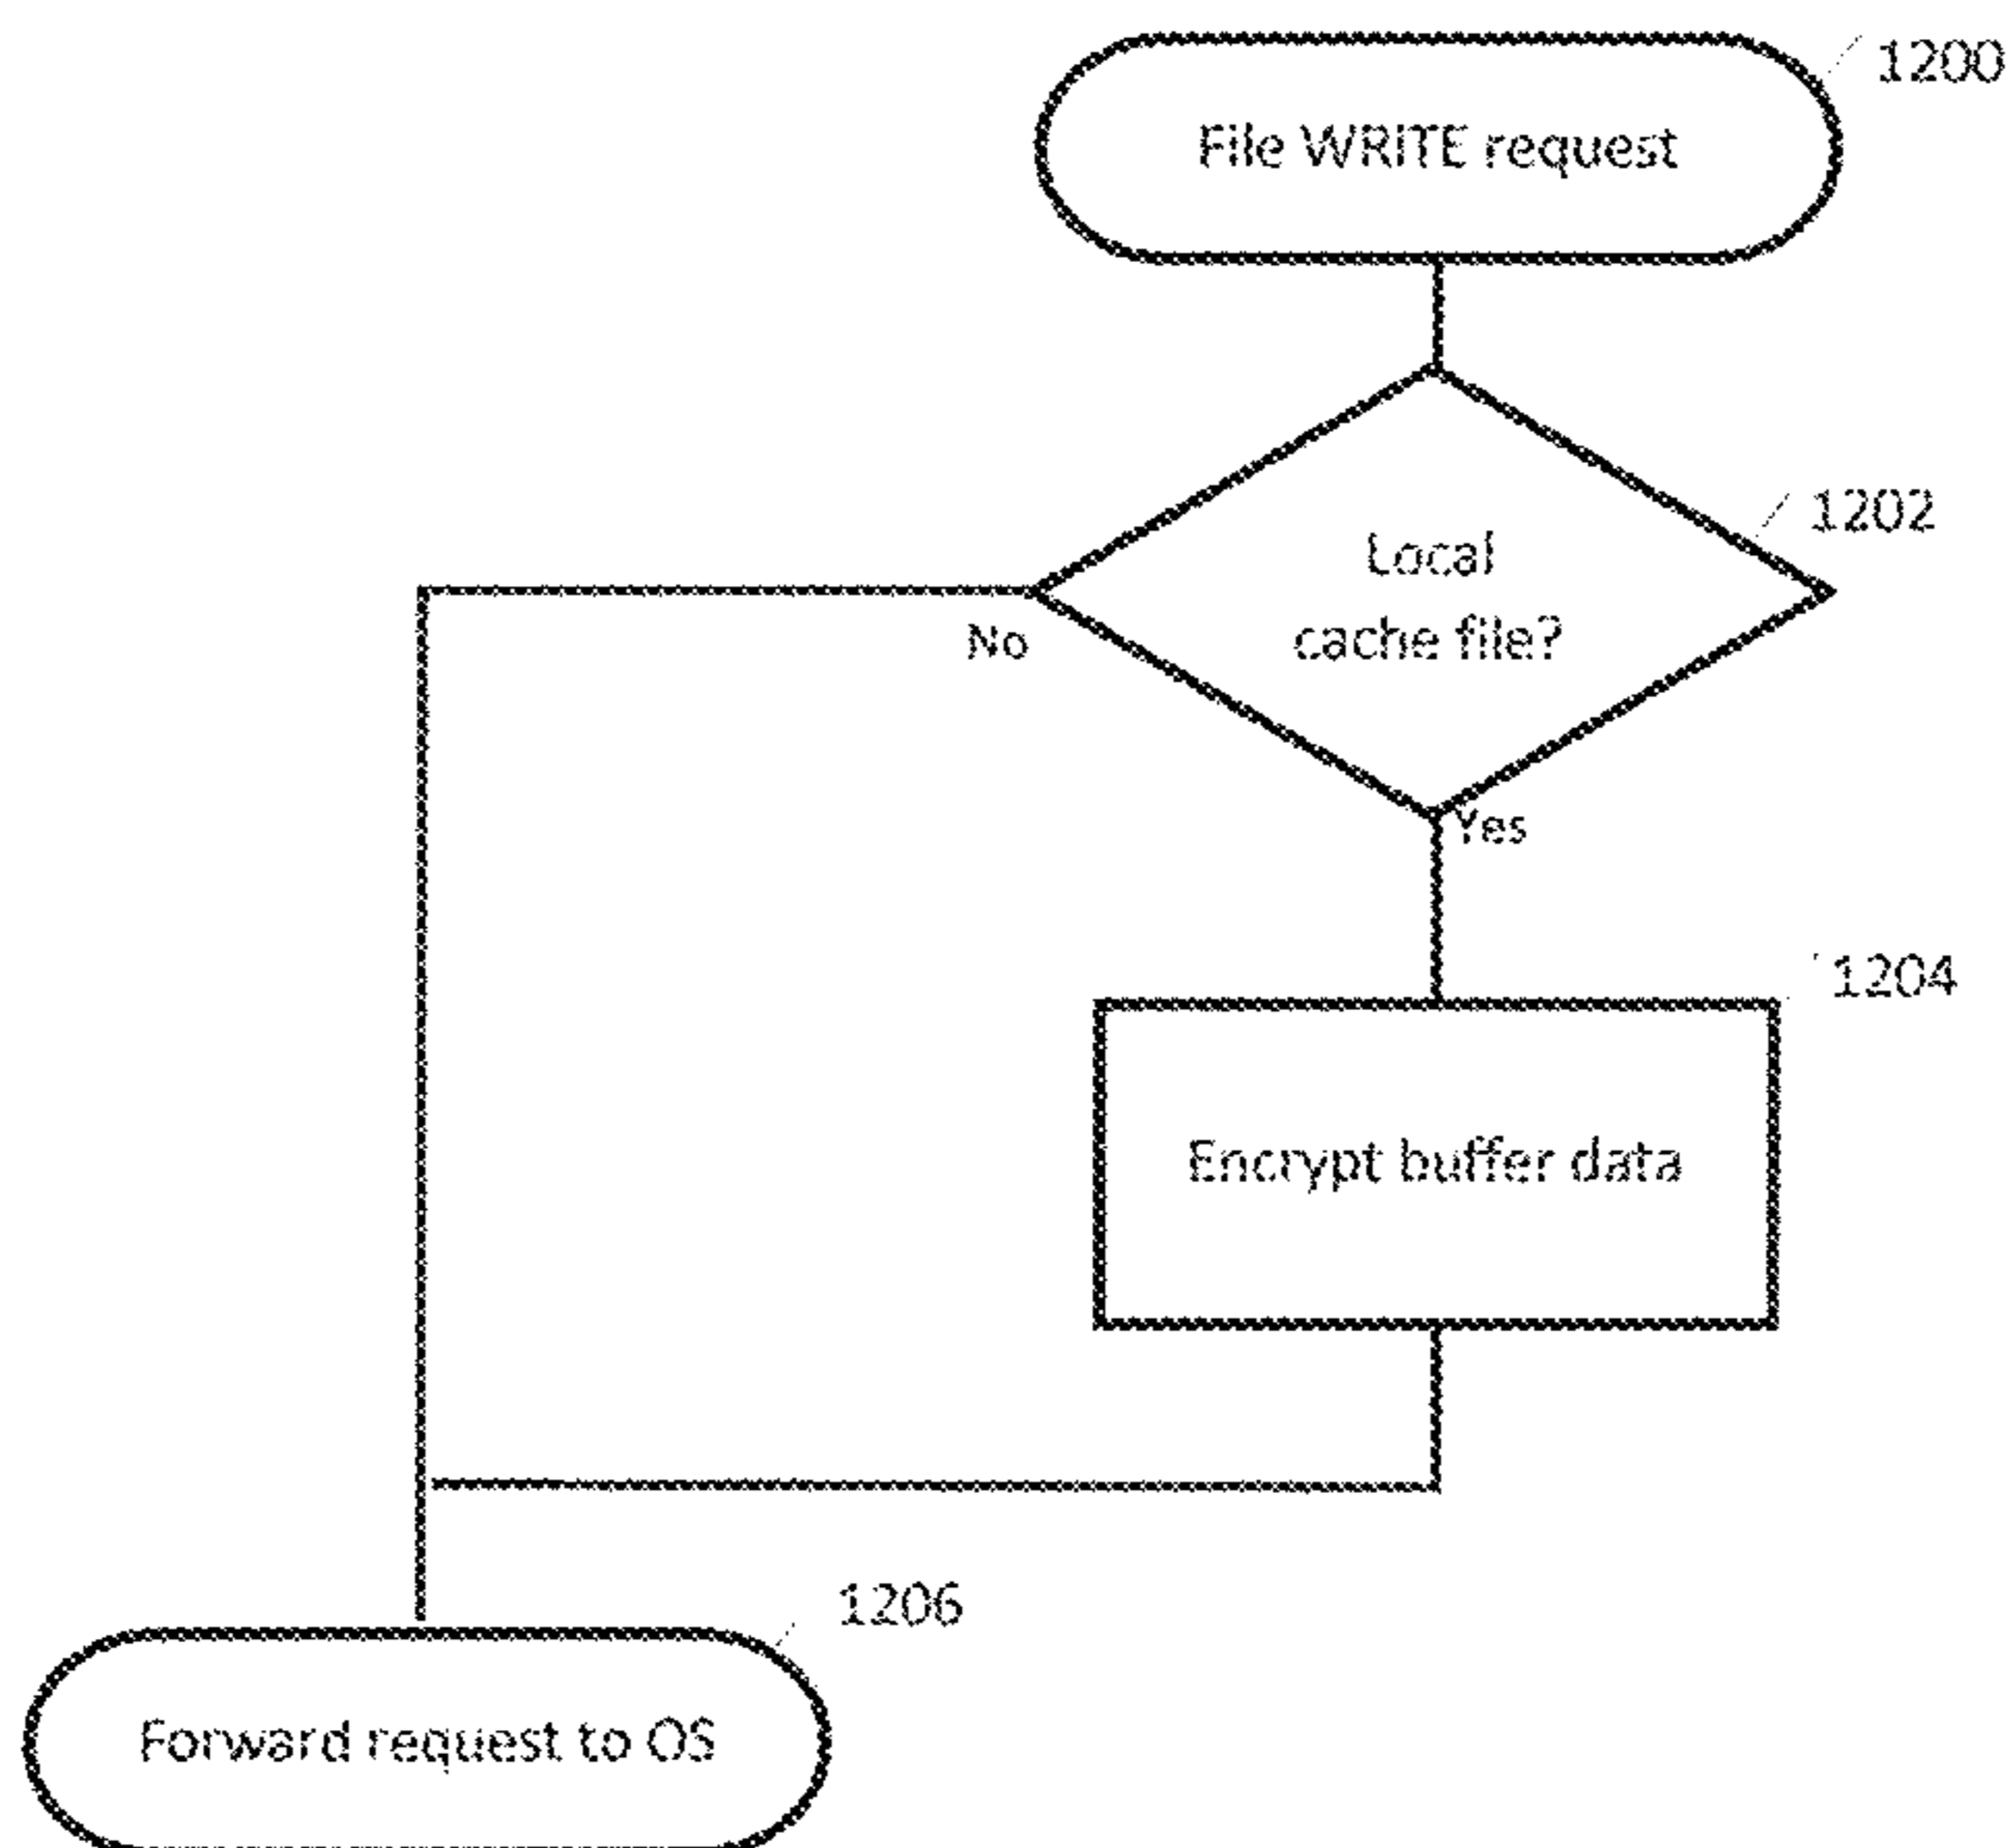 1200
File WRITE request
1202
Local
cache file?
No
Yes
1204
Encrypt buffer data
1206
Forward request to OS